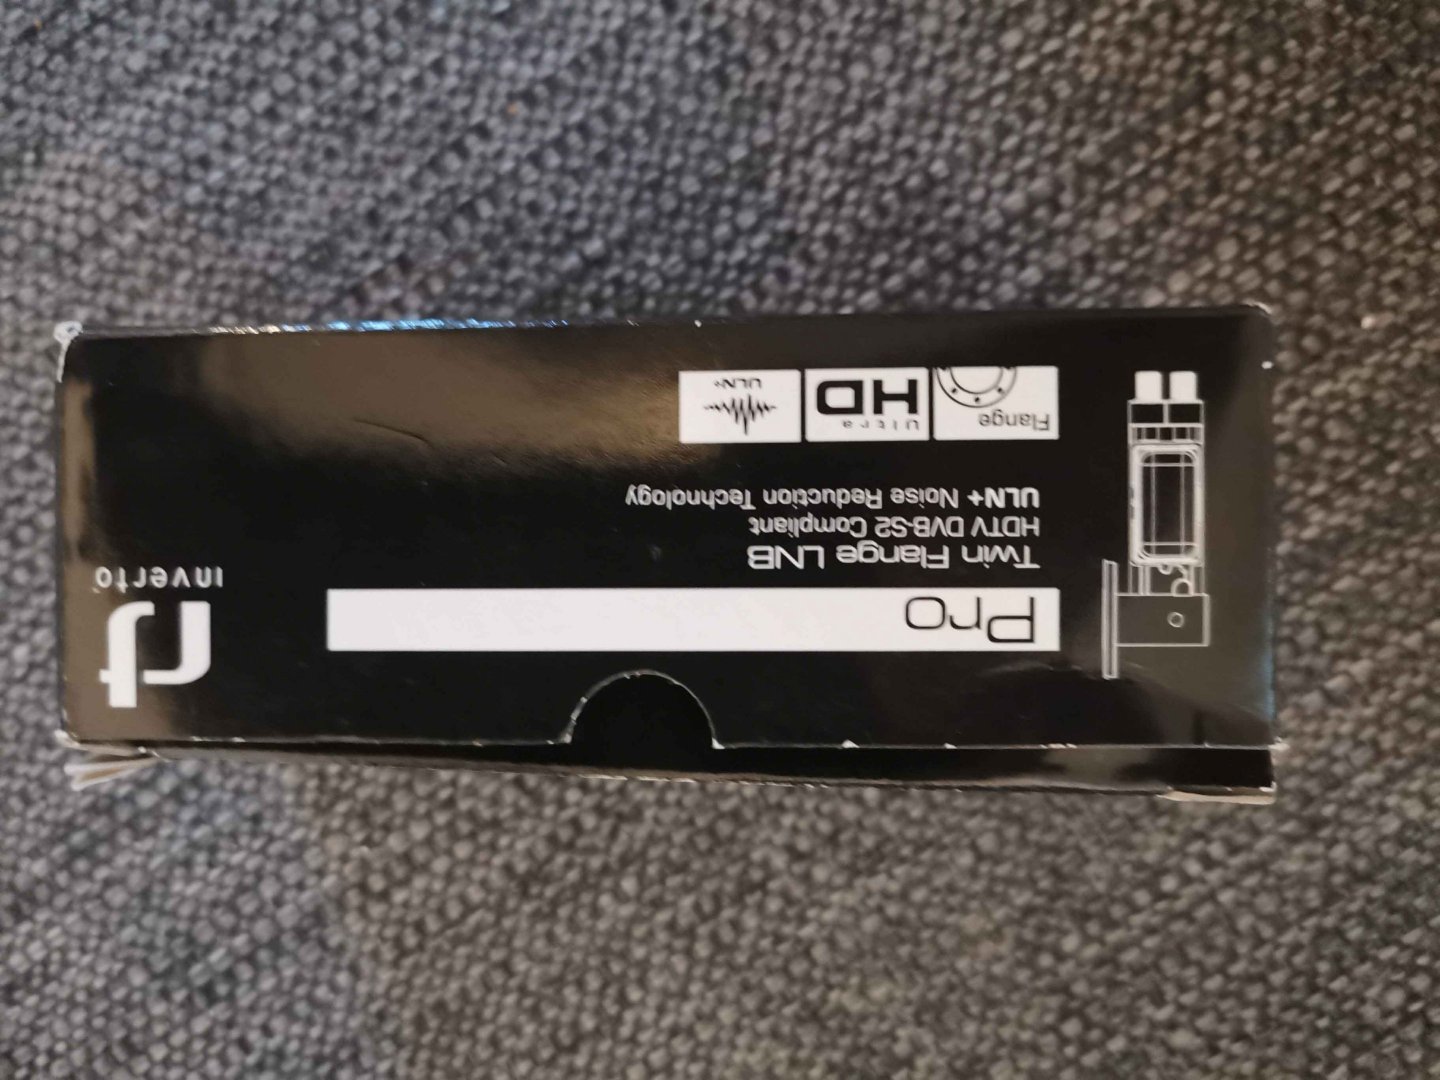 Pro
Twin Flange LNB
HDTV DVB-S2 Compliant
ULN+ Noise Reduction Technology
Flange
Ultra
HD
ULN+
inverto